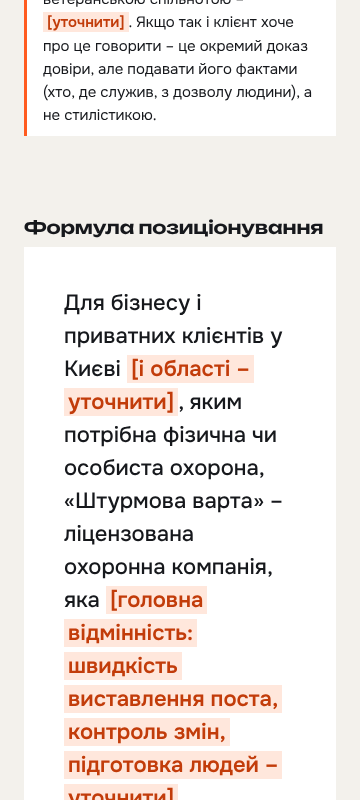 ветеранською спільнотою –
[уточнити]. Якщо так і клієнт хоче
про це говорити – це окремий доказ
довіри, але подавати його фактами
(хто, де служив, з дозволу людини), а
не стилістикою.
Формула позиціонування
Для бізнесу і
приватних клієнтів у
Києві [і області –
уточнити], яким
потрібна фізична чи
особиста охорона,
«Штурмова варта» –
ліцензована
охоронна компанія,
яка [головна
відмінність:
швидкість
виставлення поста,
контроль змін,
підготовка людей –
уточнити]